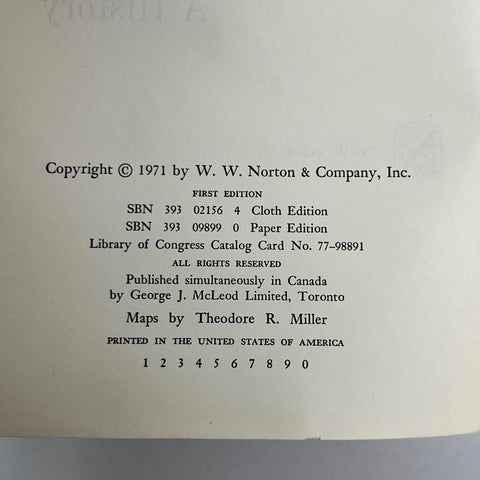 A History
NEW YORK
Copyright © 1971 by W. W. Norton & Company, Inc.
FIRST EDITION
SBN 393 02156 4 Cloth Edition
SBN 393 09899 0 Paper Edition
Library of Congress Catalog Card No. 77-98891
ALL RIGHTS RESERVED
Published simultaneously in Canada
by George J. McLeod Limited, Toronto
Maps by Theodore R. Miller
PRINTED IN THE UNITED STATES OF AMERICA
1 2 3 4 5 6 7 8 9 0